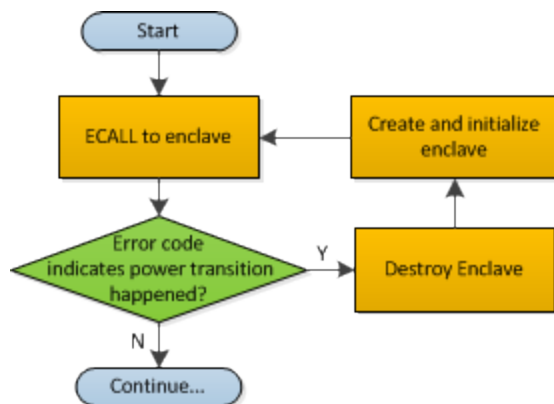 Start
ECALL to enclave
Create and initialize
enclave
Error code
indicates power transition
happened?
Y
Destroy Enclave
N
Continue...